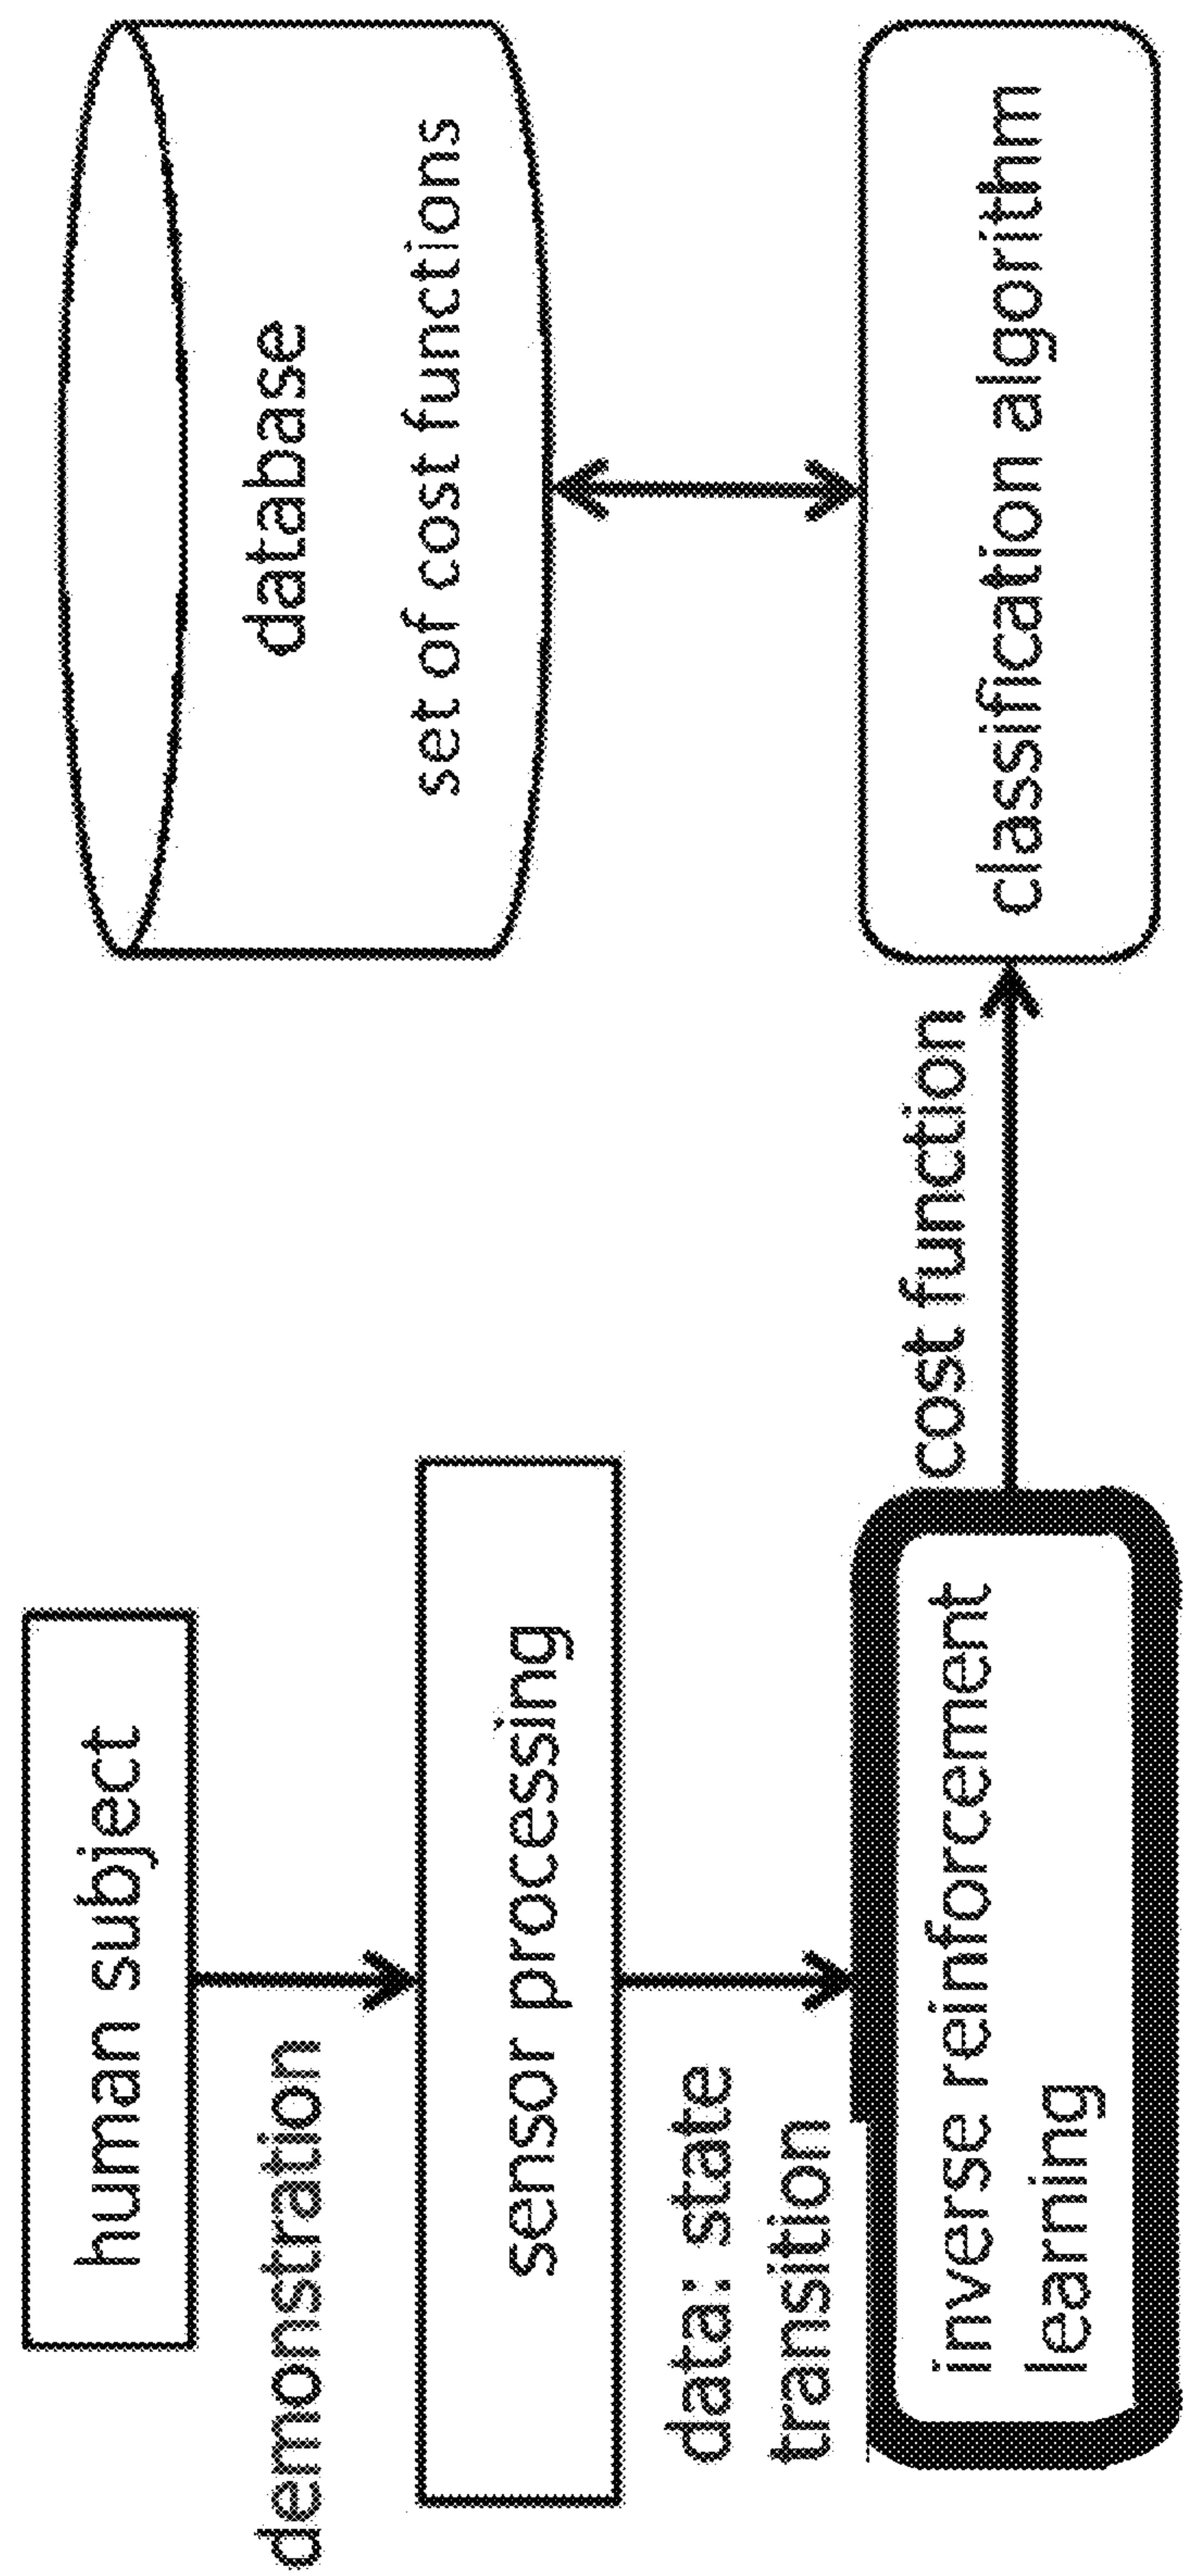 human subject
demonstration
sensor processing
data: state
transition
inverse reinforcement
learning
cost function
database
set of cost functions
classification algorithm